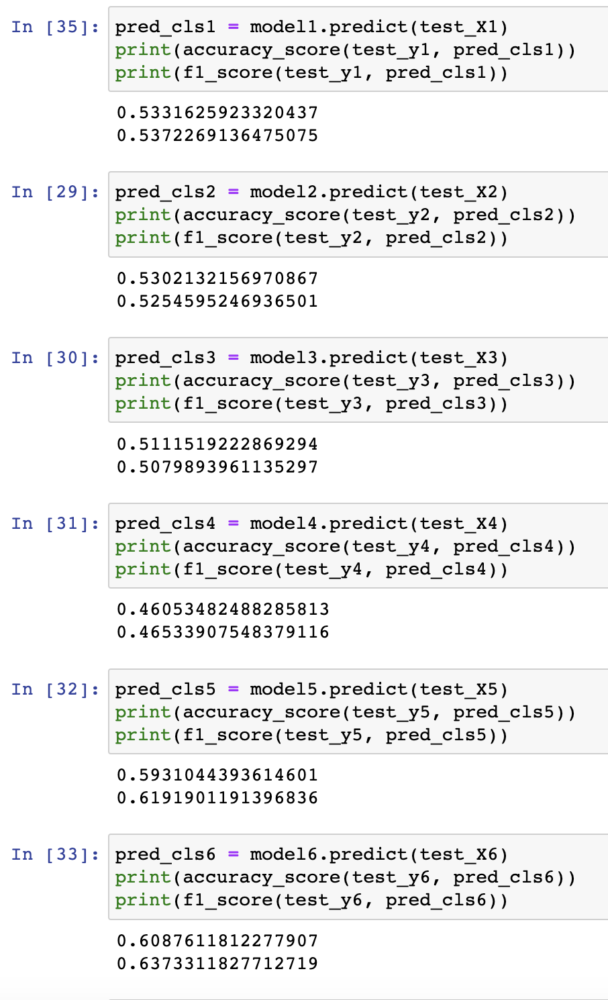 In [35]: pred_cls1 = model1.predict(test_X1)
print(accuracy_score(test_y1, pred_cls1))
print(f1_score(test_y1, pred_cls1))
0.5331625923320437
0.5372269136475075
In [29]: pred_cls2 = model2.predict(test_X2)
print(accuracy_score(test_y2, pred_cls2))
print(f1_score(test_y2, pred_cls2))
0.5302132156970867
0.5254595246936501
In [30]: pred_cls3 = model3.predict(test_X3)
print(accuracy_score(test_y3, pred_cls3))
print(f1_score(test_y3, pred_cls3))
0.5111519222869294
0.5079893961135297
In [31]: pred_cls4 = model4.predict(test_X4)
print(accuracy_score(test_y4, pred_cls4))
print(f1_score(test_y4, pred_cls4))
0.46053482488285813
0.46533907548379116
In [32]: pred_cls5 = model5.predict(test_X5)
print(accuracy_score(test_y5, pred_cls5))
print(f1_score(test_y5, pred_cls5))
0.5931044393614601
0.6191901191396836
In [33]: pred_cls6 = model6.predict(test_X6)
print(accuracy_score(test_y6, pred_cls6))
print(f1_score(test_y6, pred_cls6))
0.6087611812277907
0.6373311827712719